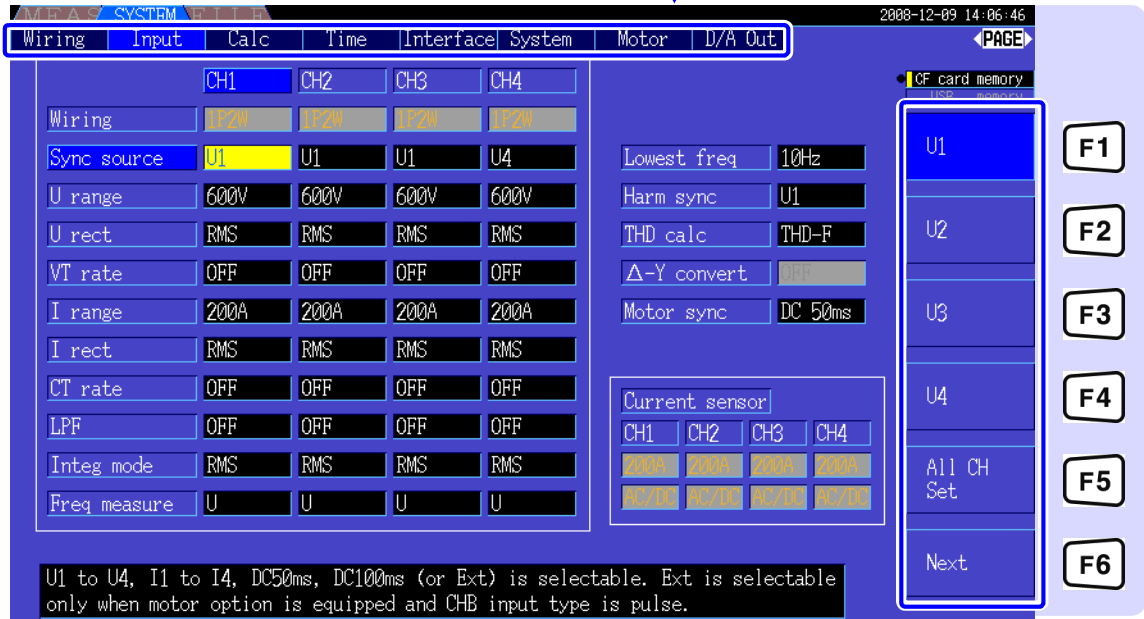 MEAS SYSTEM FILE 2008-12-09 14:06:46
Wiring Input Calc Time Interface System Motor D/A Out PAGE
CH1 CH2 CH3 CH4 CF card memory
USB memory
Wiring 1P2W 1P2W 1P2W 1P2W U1 F1
Sync source U1 U1 U1 U4 Lowest freq 10Hz
U range 600V 600V 600V 600V Harm sync U1
U rect RMS RMS RMS RMS THD calc THD-F U2 F2
VT rate OFF OFF OFF OFF Δ-Y convert OFF
I range 200A 200A 200A 200A Motor sync DC 50ms U3 F3
I rect RMS RMS RMS RMS
CT rate OFF OFF OFF OFF Current sensor U4 F4
LPF OFF OFF OFF OFF CH1 CH2 CH3 CH4
Integ mode RMS RMS RMS RMS 200A 200A 200A 200A All CH
Set F5
Freq measure U U U U AC/DC AC/DC AC/DC AC/DC
Next F6
U1 to U4, I1 to I4, DC50ms, DC100ms (or Ext) is selectable. Ext is selectable
only when motor option is equipped and CHB input type is pulse.